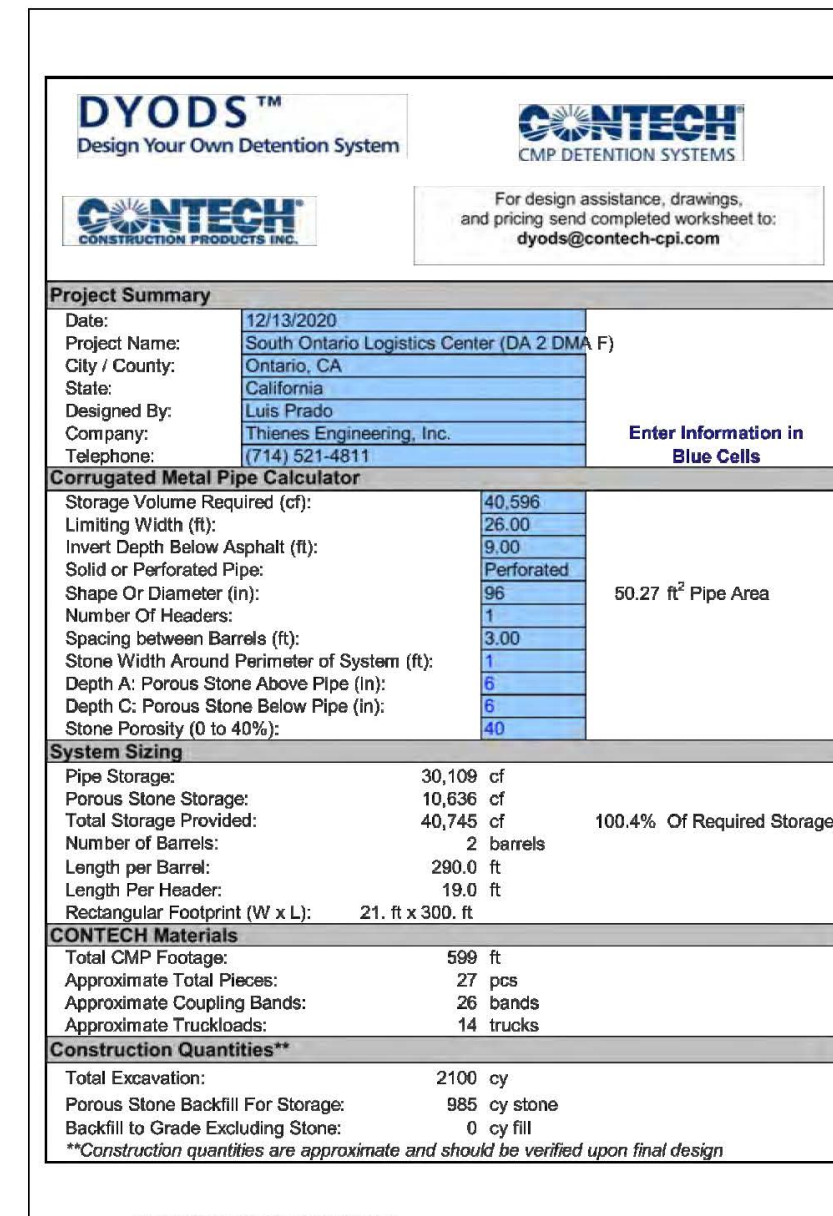 DYODS™
Design Your Own Detention System
CONTECH®
CMP DETENTION SYSTEMS
CONTECH®
CONSTRUCTION PRODUCTS INC.
For design assistance, drawings,
and pricing send completed worksheet to:
dyods@contech-cpi.com
Project Summary
Date: 12/13/2020
Project Name: South Ontario Logistics Center (DA 2 DMA F)
City / County: Ontario, CA
State: California
Designed By: Luis Prado
Company: Thienes Engineering, Inc. Enter Information in
Telephone: (714) 521-4811 Blue Cells
Corrugated Metal Pipe Calculator
Storage Volume Required (cf): 40,596
Limiting Width (ft): 26.00
Invert Depth Below Asphalt (ft): 9.00
Solid or Perforated Pipe: Perforated
Shape Or Diameter (in): 96 50.27 ft² Pipe Area
Number Of Headers: 1
Spacing between Barrels (ft): 3.00
Stone Width Around Perimeter of System (ft): 1
Depth A: Porous Stone Above Pipe (in): 6
Depth C: Porous Stone Below Pipe (in): 6
Stone Porosity (0 to 40%): 40
System Sizing
Pipe Storage: 30,109 cf
Porous Stone Storage: 10,636 cf
Total Storage Provided: 40,745 cf 100.4% Of Required Storage
Number of Barrels: 2 barrels
Length per Barrel: 290.0 ft
Length Per Header: 19.0 ft
Rectangular Footprint (W x L): 21. ft x 300. ft
CONTECH Materials
Total CMP Footage: 599 ft
Approximate Total Pieces: 27 pcs
Approximate Coupling Bands: 26 bands
Approximate Truckloads: 14 trucks
Construction Quantities**
Total Excavation: 2100 cy
Porous Stone Backfill For Storage: 985 cy stone
Backfill to Grade Excluding Stone: 0 cy fill
**Construction quantities are approximate and should be verified upon final design